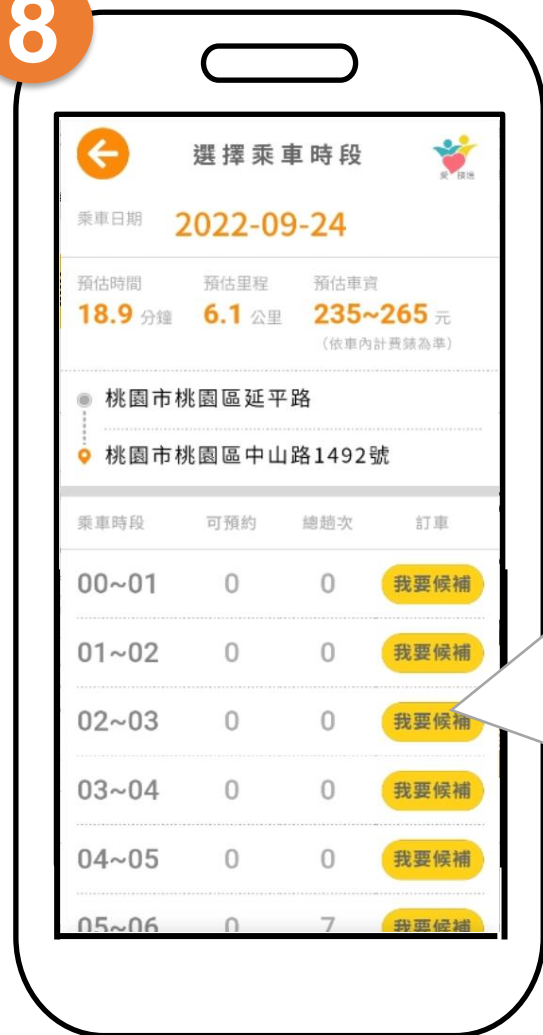 8
選擇乘車時段
愛 接送
乘車日期 2022-09-24
預估時間 預估里程 預估車資
18.9 分鐘 6.1 公里 235~265 元
(依車內計費錶為準)
桃園市桃園區延平路
桃園市桃園區中山路1492號
乘車時段 可預約 總趟次 訂車
00~01 0 0 我要候補
01~02 0 0 我要候補
02~03 0 0 我要候補
03~04 0 0 我要候補
04~05 0 0 我要候補
05~06 0 7 我要候補